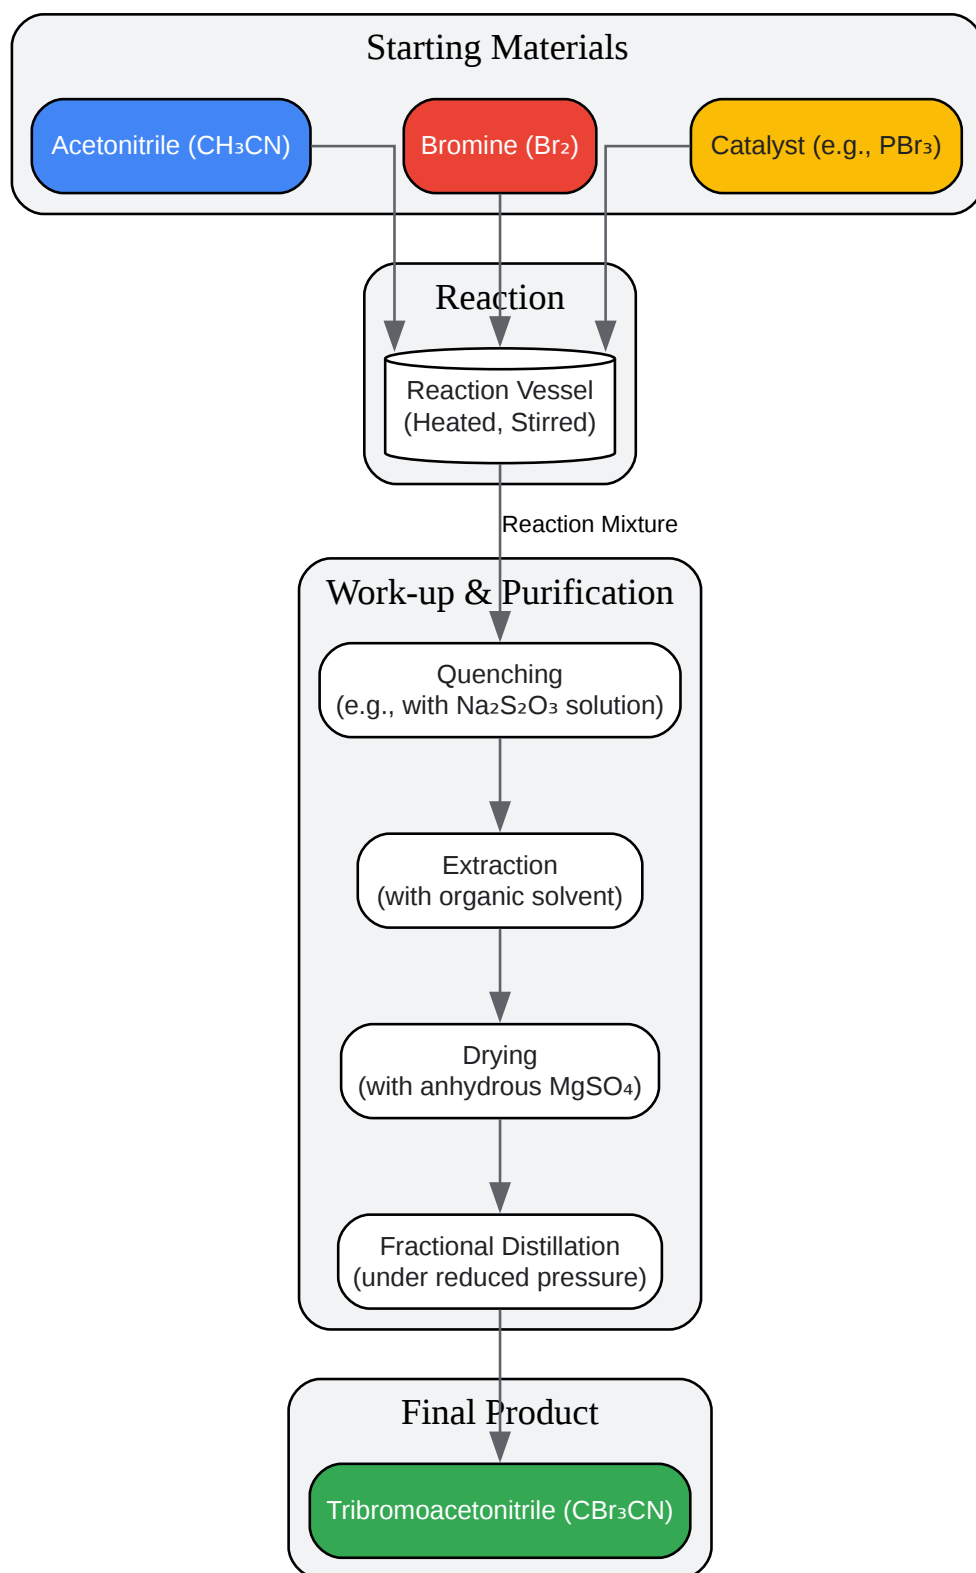 Starting Materials
Acetonitrile (CH₃CN)
Bromine (Br₂)
Catalyst (e.g., PBr₃)
Reaction
Reaction Vessel
(Heated, Stirred)
Reaction Mixture
Work-up & Purification
Quenching
(e.g., with Na₂S₂O₃ solution)
Extraction
(with organic solvent)
Drying
(with anhydrous MgSO₄)
Fractional Distillation
(under reduced pressure)
Final Product
Tribromoacetonitrile (CBr₃CN)